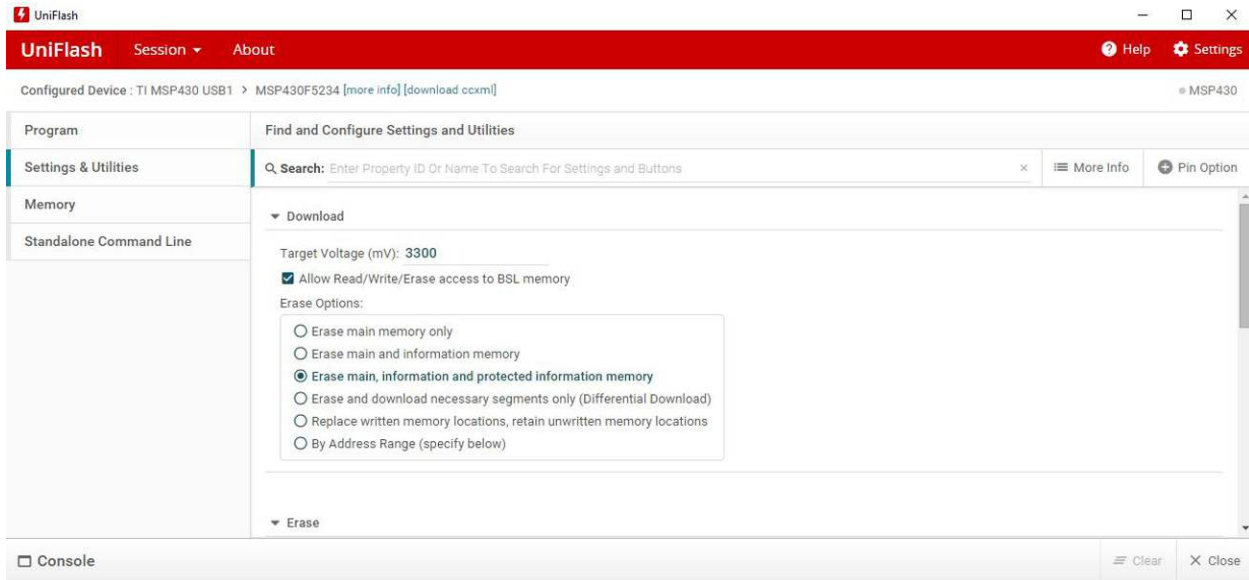 UniFlash
UniFlash Session About Help Settings
Configured Device : TI MSP430 USB1 > MSP430F5234 [more info] [download ccxml] MSP430
Program
Settings & Utilities
Memory
Standalone Command Line
Find and Configure Settings and Utilities
Search: Enter Property ID Or Name To Search For Settings and Buttons × More Info Pin Option
Download
Target Voltage (mV): 3300
Allow Read/Write/Erase access to BSL memory
Erase Options:
Erase main memory only
Erase main and information memory
Erase main, information and protected information memory
Erase and download necessary segments only (Differential Download)
Replace written memory locations, retain unwritten memory locations
By Address Range (specify below)
Erase
Console Clear Close